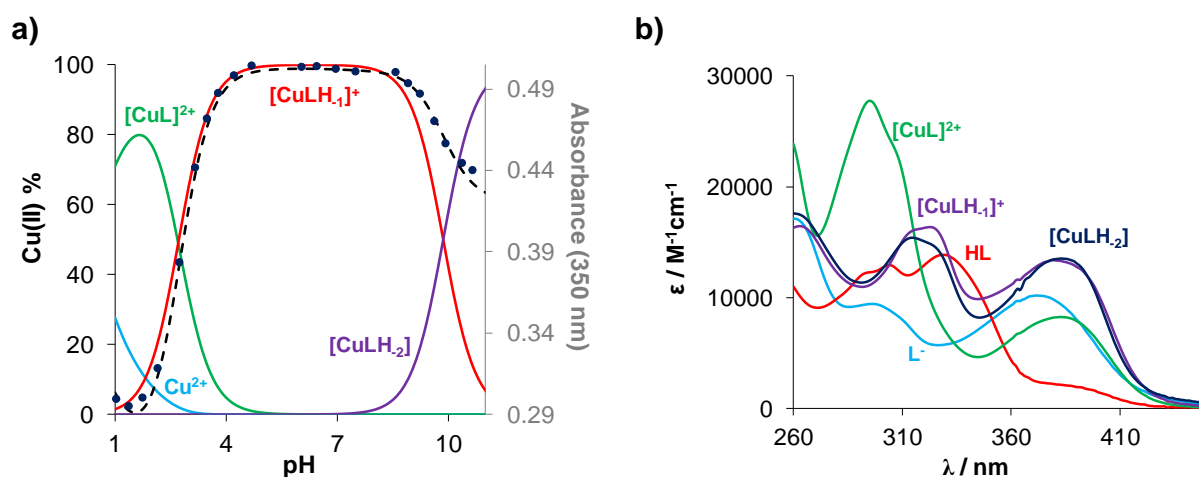 a)
100
80
60
40
20
0
Cu(II) %
[CuL]²⁺
[CuLH₋₁]⁺
[CuLH₋₂]
Cu²⁺
0.49
0.44
0.39
0.34
0.29
Absorbance (350 nm)
1
4
7
10
pH
b)
30000
20000
10000
0
ε / M⁻¹cm⁻¹
[CuL]²⁺
[CuLH₋₁]⁺
HL
[CuLH₋₂]
L⁻
260
310
360
410
λ / nm